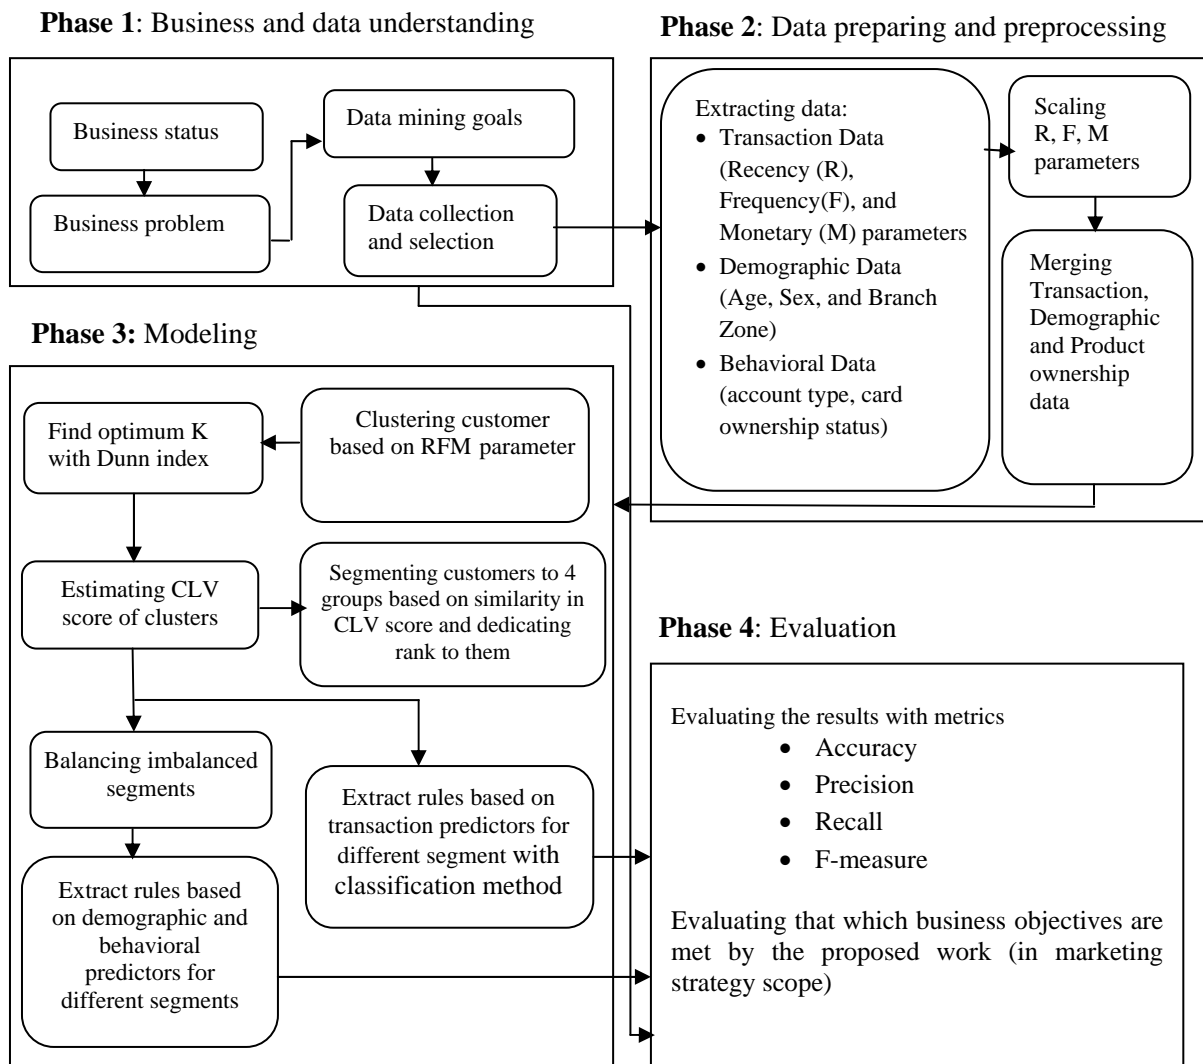 Phase 1: Business and data understanding
Business status
Business problem
Data mining goals
Data collection
and selection
Phase 2: Data preparing and preprocessing
Extracting data:
• Transaction Data
(Recency (R),
Frequency(F), and
Monetary (M) parameters
• Demographic Data
(Age, Sex, and Branch
Zone)
• Behavioral Data
(account type, card
ownership status)
Scaling
R, F, M
parameters
Merging
Transaction,
Demographic
and Product
ownership
data
Phase 3: Modeling
Clustering customer
based on RFM parameter
Find optimum K
with Dunn index
Estimating CLV
score of clusters
Segmenting customers to 4
groups based on similarity in
CLV score and dedicating
rank to them
Balancing imbalanced
segments
Extract rules based on
transaction predictors for
different segment with
classification method
Extract rules based
on demographic and
behavioral
predictors for
different segments
Phase 4: Evaluation
Evaluating the results with metrics
• Accuracy
• Precision
• Recall
• F-measure
Evaluating that which business objectives are
met by the proposed work (in marketing
strategy scope)